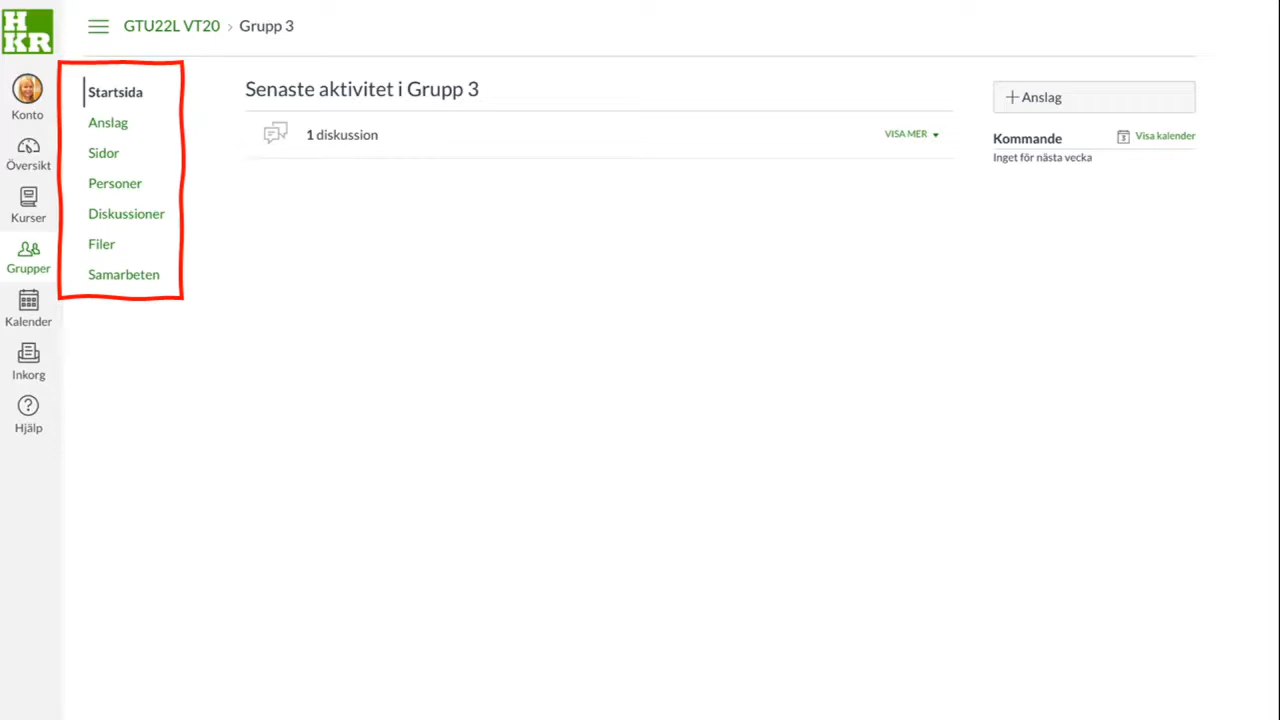 H
KR
GTU22L VT20 › Grupp 3
Konto
Översikt
Kurser
Grupper
Kalender
Inkorg
Hjälp
Startsida
Anslag
Sidor
Personer
Diskussioner
Filer
Samarbeten
Senaste aktivitet i Grupp 3
1 diskussion
VISA MER
+ Anslag
Kommande
3 Visa kalender
Inget för nästa vecka